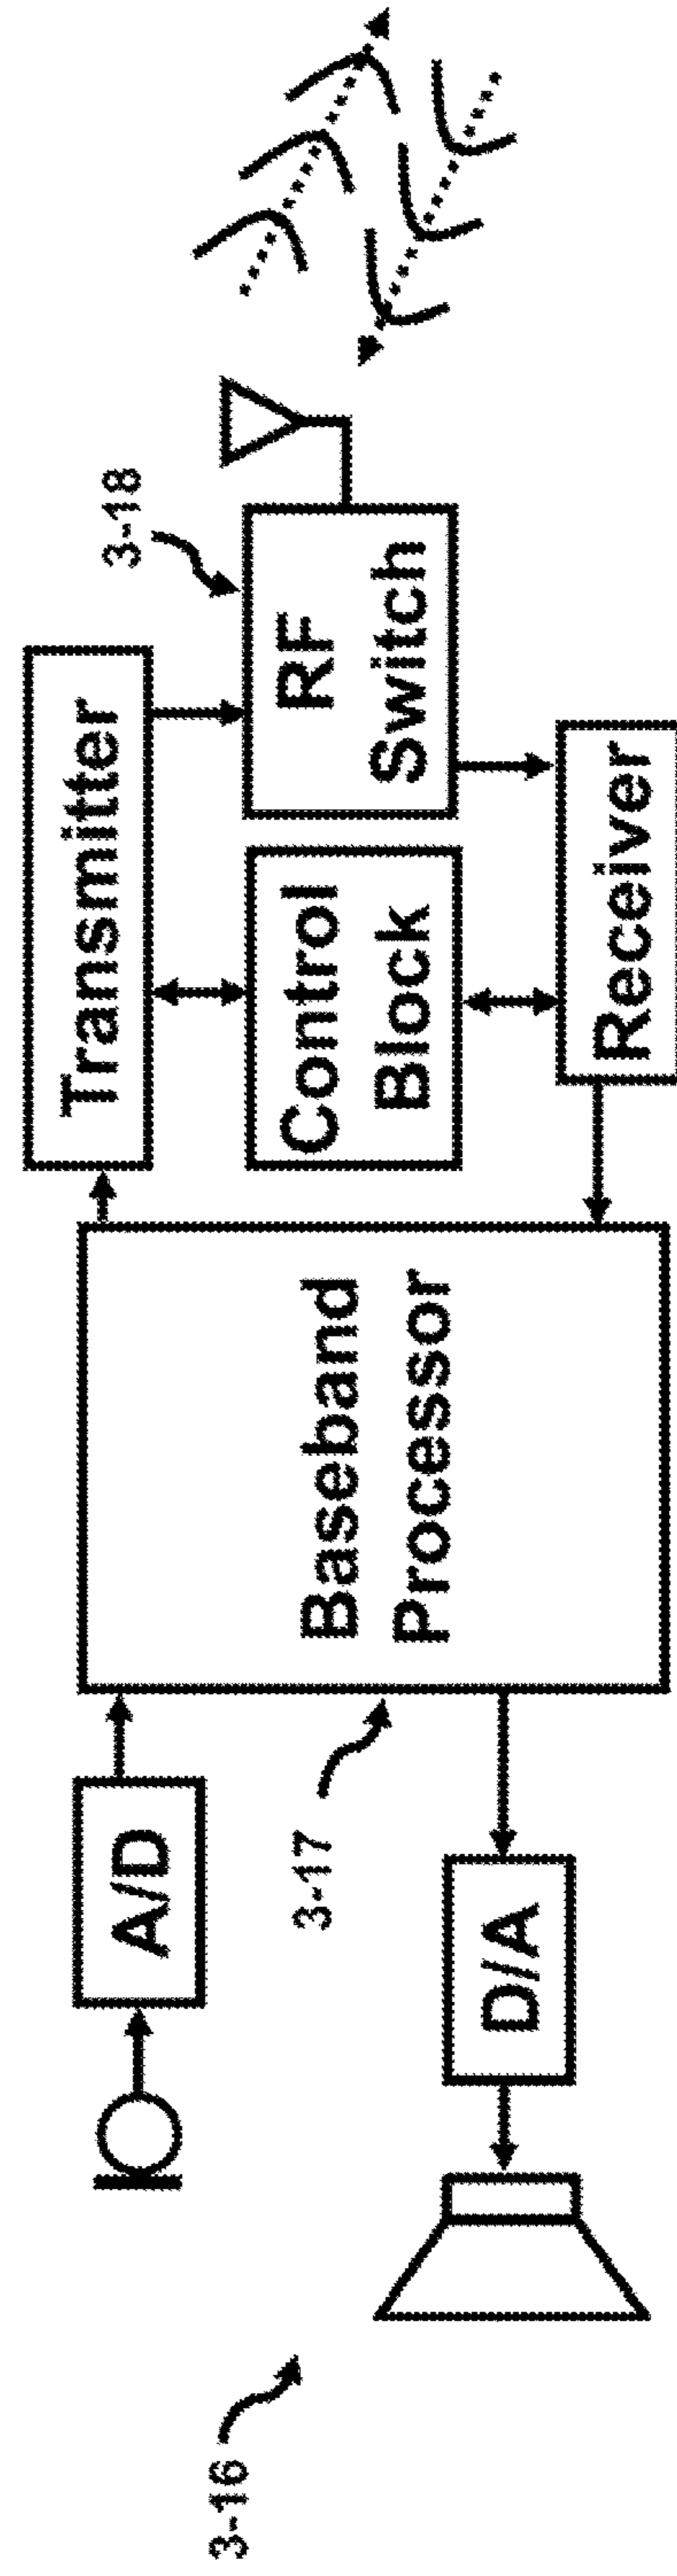 3-16
A/D
D/A
3-17
Baseband
Processor
Transmitter
Control
Block
Receiver
RF
Switch
3-18